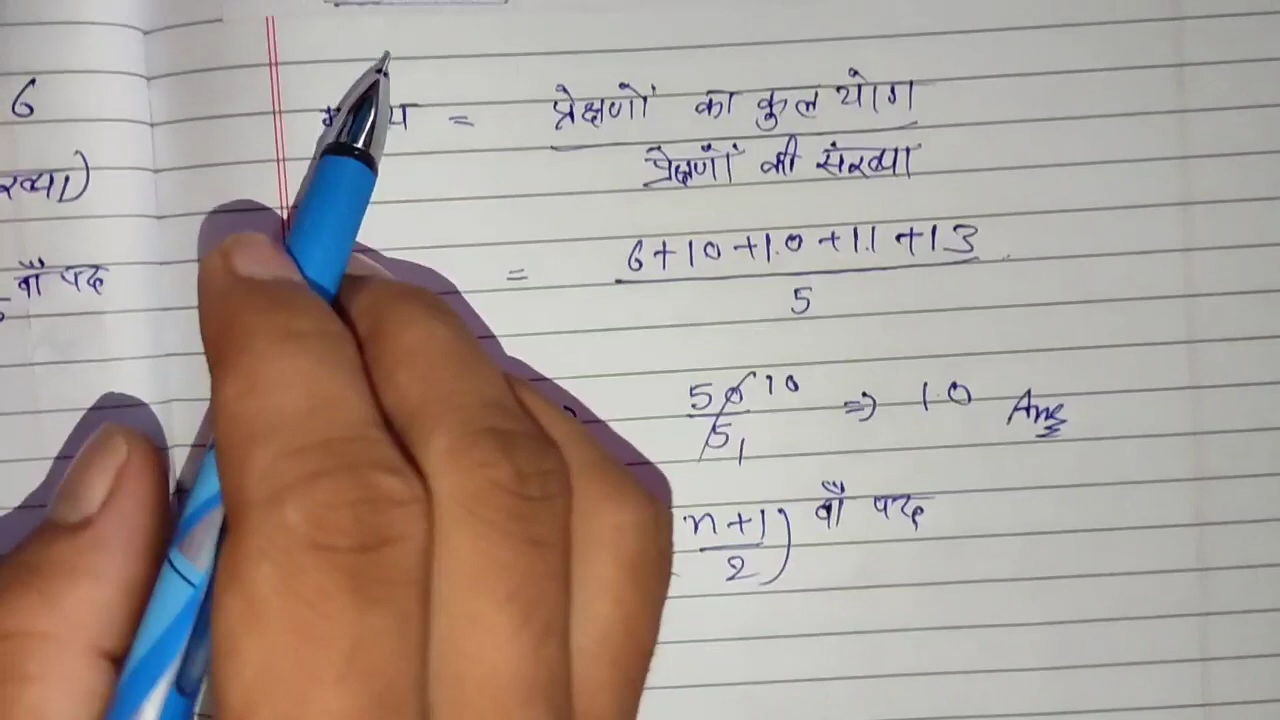 6
प्रेक्षणों का कुल योग
=
प्रेक्षणों की संख्या
वाँ पद
= 6+10+10+11+13
5
50 10
5 1
=> 10 Ans
n+1
2
) वाँ पद